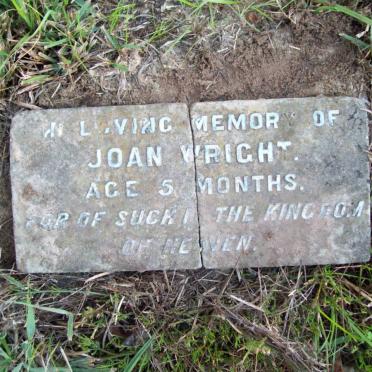 IN LOVING MEMORY OF
JOAN WRIGHT.
AGE 5 MONTHS.
FOR OF SUCH IS THE KINGDOM
OF HEAVEN.